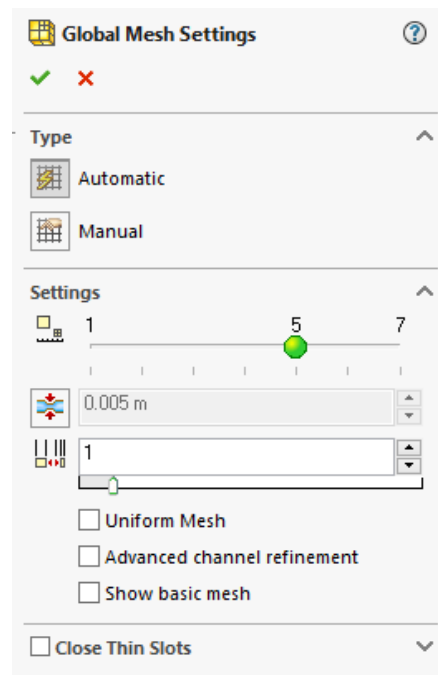 Global Mesh Settings
Type
Automatic
Manual
Settings
1 5 7
0.005 m
1
Uniform Mesh
Advanced channel refinement
Show basic mesh
Close Thin Slots